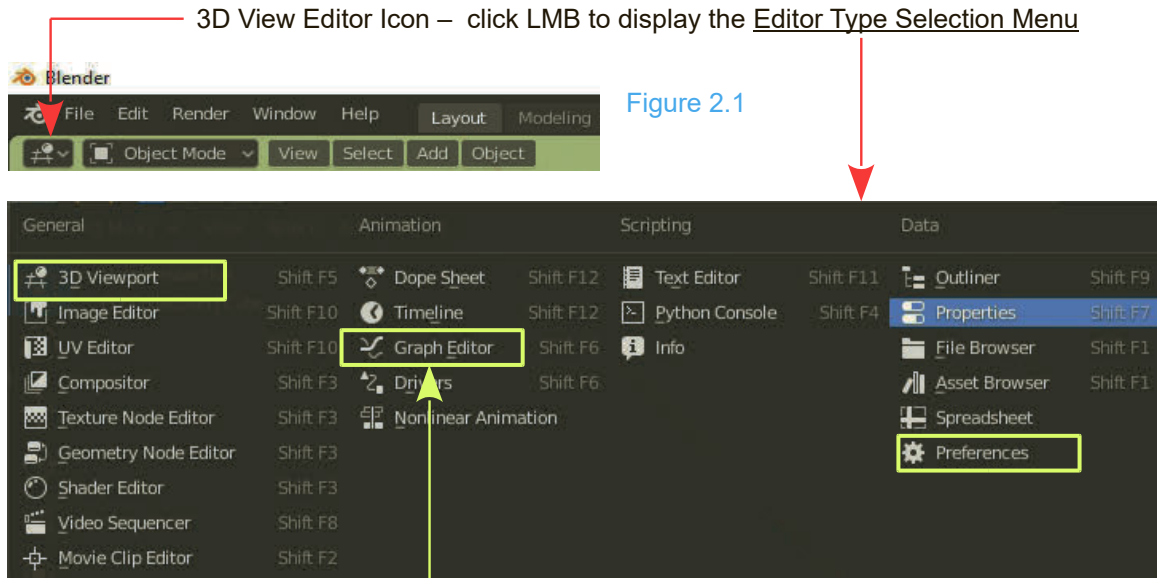 3D View Editor Icon – click LMB to display the Editor Type Selection Menu
Blender
Figure 2.1
File Edit Render Window Help Layout Modeling
Object Mode View Select Add Object
General Animation Scripting Data
3D Viewport Shift F5 Dope Sheet Shift F12 Text Editor Shift F11 Outliner Shift F9
Image Editor Shift F10 Timeline Shift F12 Python Console Shift F4 Properties Shift F7
UV Editor Shift F10 Graph Editor Shift F6 Info File Browser Shift F1
Compositor Shift F3 Drivers Shift F6 Asset Browser Shift F1
Texture Node Editor Shift F3 Nonlinear Animation Spreadsheet
Geometry Node Editor Shift F3 Preferences
Shader Editor Shift F3
Video Sequencer Shift F8
Movie Clip Editor Shift F2